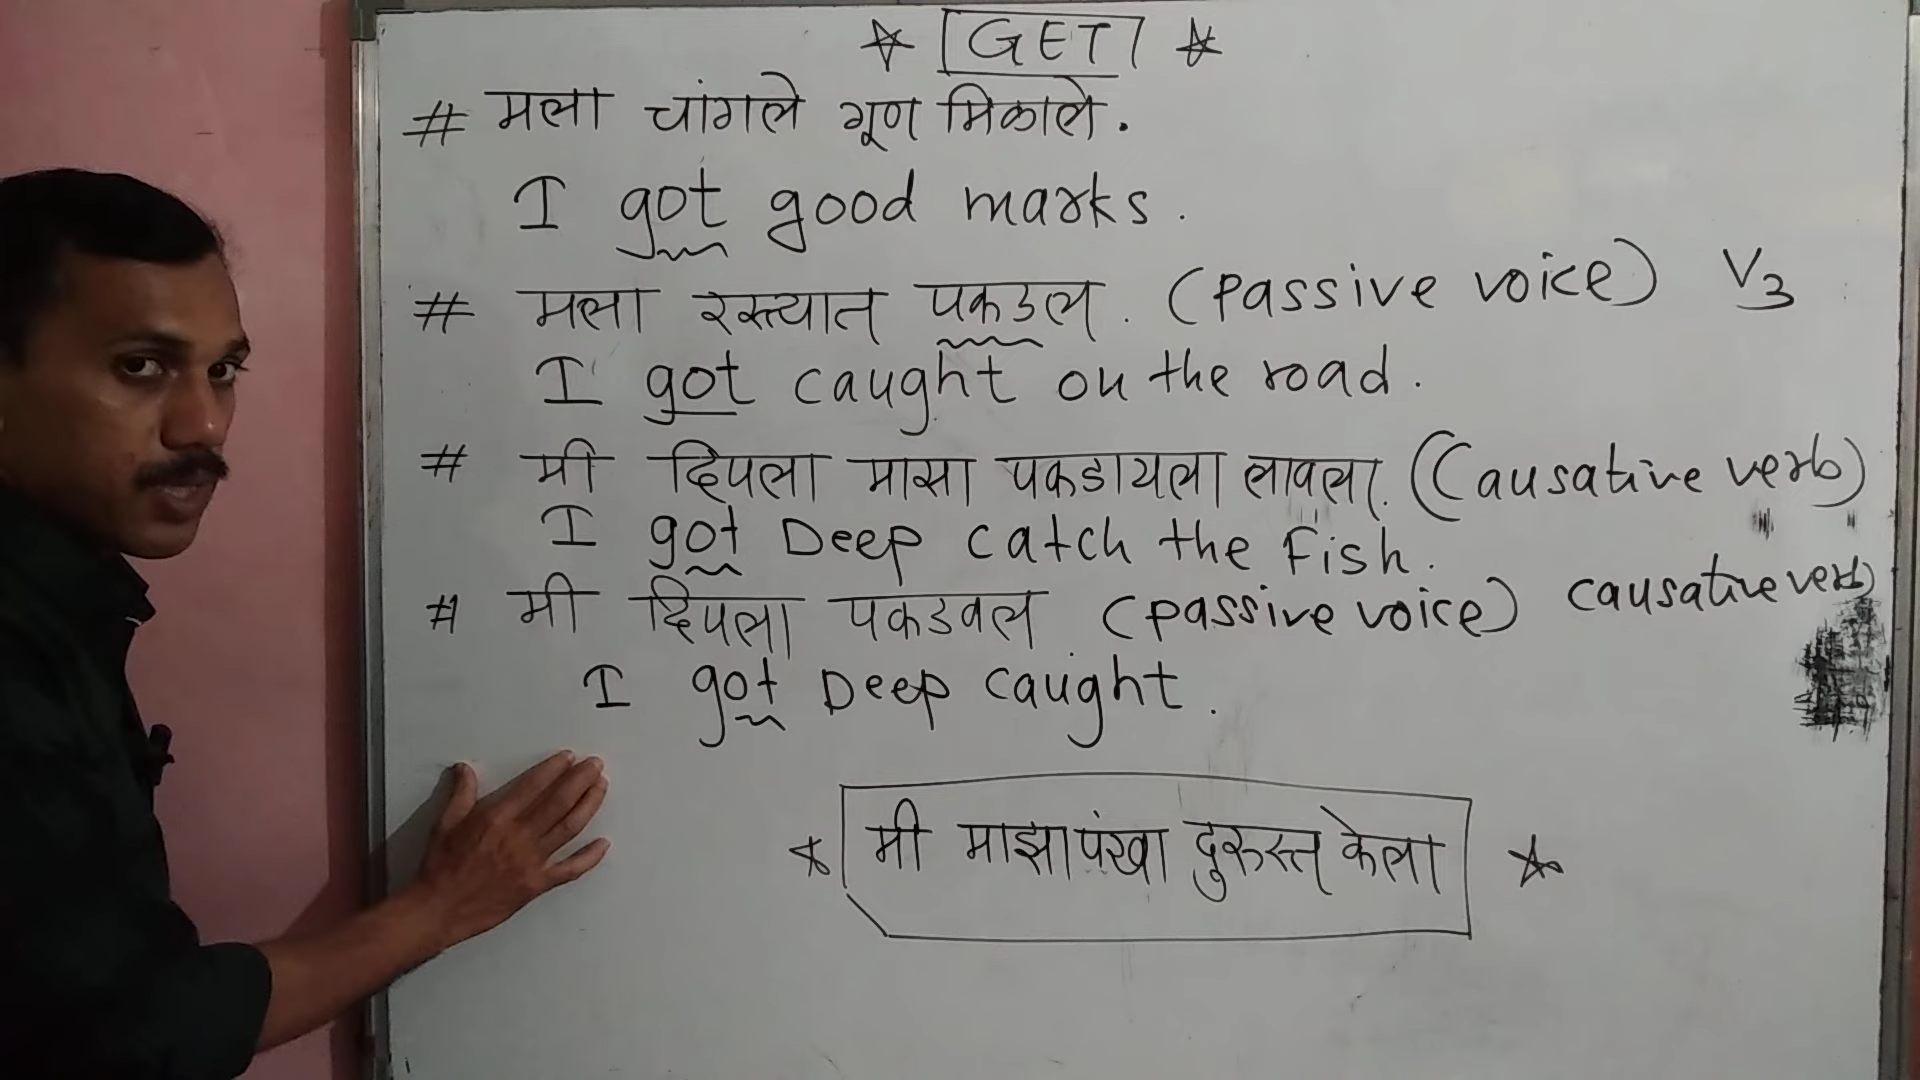 GET
# मला चांगले गूण मिळाले.
I got good marks.
# मला रस्त्यात पकडल. (passive voice) V3
I got caught on the road.
# मी दिपला मासा पकडायला लावला. (Causative verb)
I got Deep catch the Fish.
# मी दिपला पकडवल. (passive voice) causative verb)
I got Deep caught.
मी माझा पंखा दुरुस्त केला